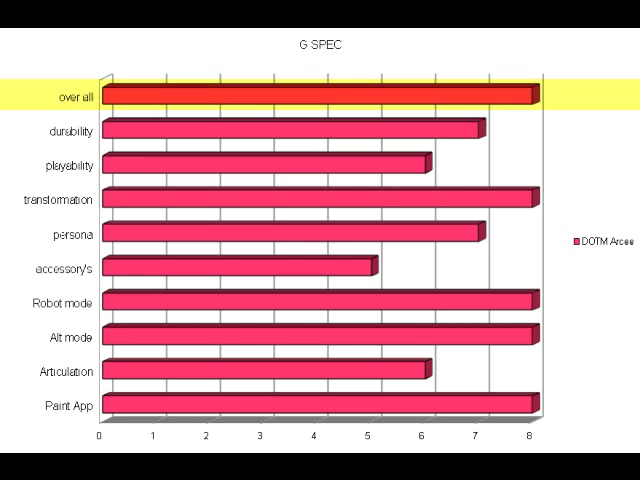 G SPEC
over all
durability
playability
transformation
persona
accessory's
Robot mode
Alt mode
Articulation
Paint App
0 1 2 3 4 5 6 7 8
DOTM Arcee